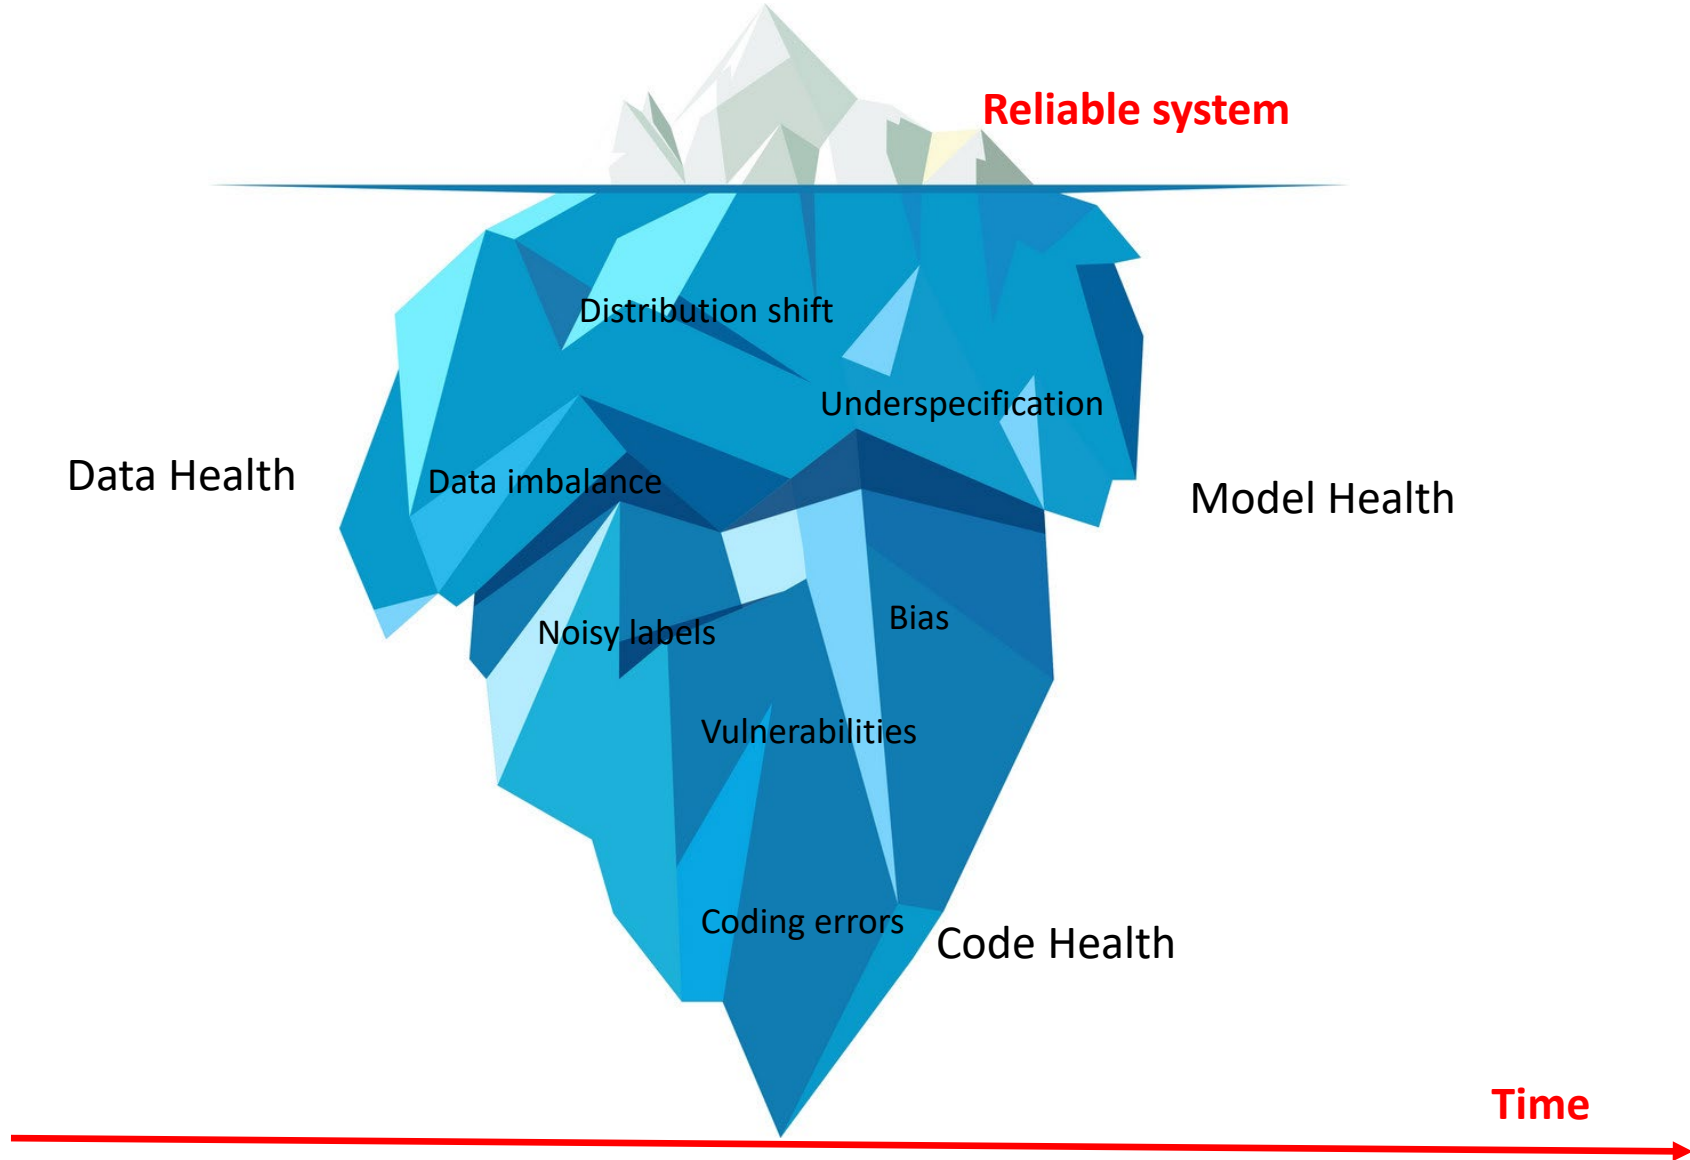 Reliable system
Distribution shift
Underspecification
Data Health
Data imbalance
Model Health
Noisy labels
Bias
Vulnerabilities
Coding errors
Code Health
Time